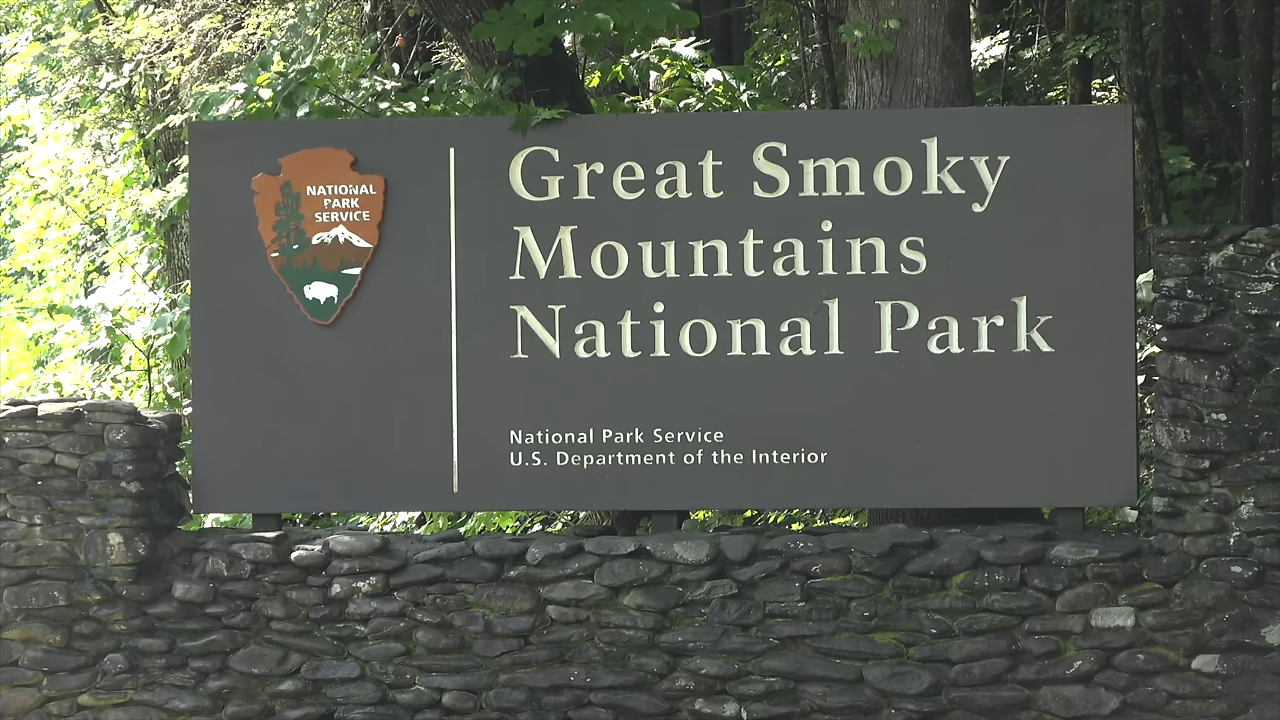 NATIONAL
PARK
SERVICE
Great Smoky
Mountains
National Park
National Park Service
U.S. Department of the Interior